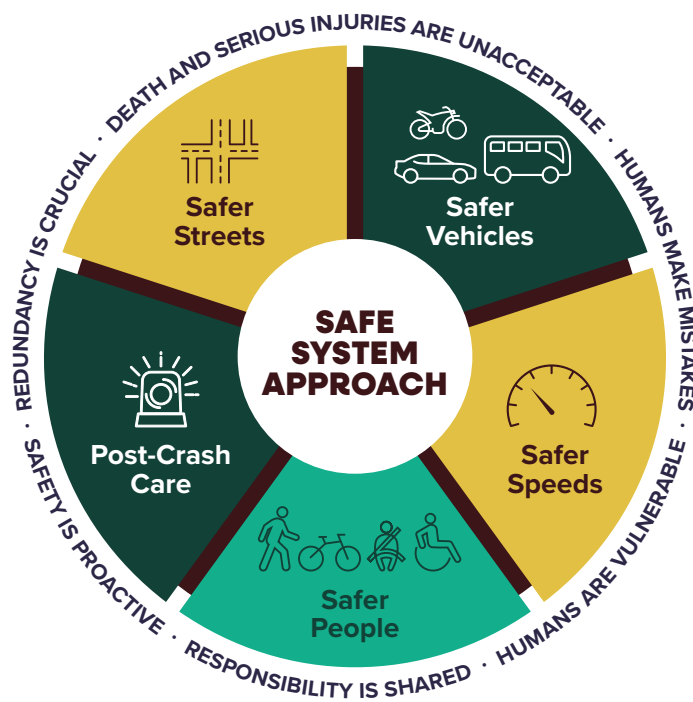 DEATH AND SERIOUS INJURIES ARE UNACCEPTABLE · HUMANS MAKE MISTAKES · HUMANS ARE VULNERABLE · RESPONSIBILITY IS SHARED · SAFETY IS PROACTIVE · REDUNDANCY IS CRUCIAL ·
Safer
Streets
Safer
Vehicles
SAFE
SYSTEM
APPROACH
Post-Crash
Care
Safer
Speeds
Safer
People